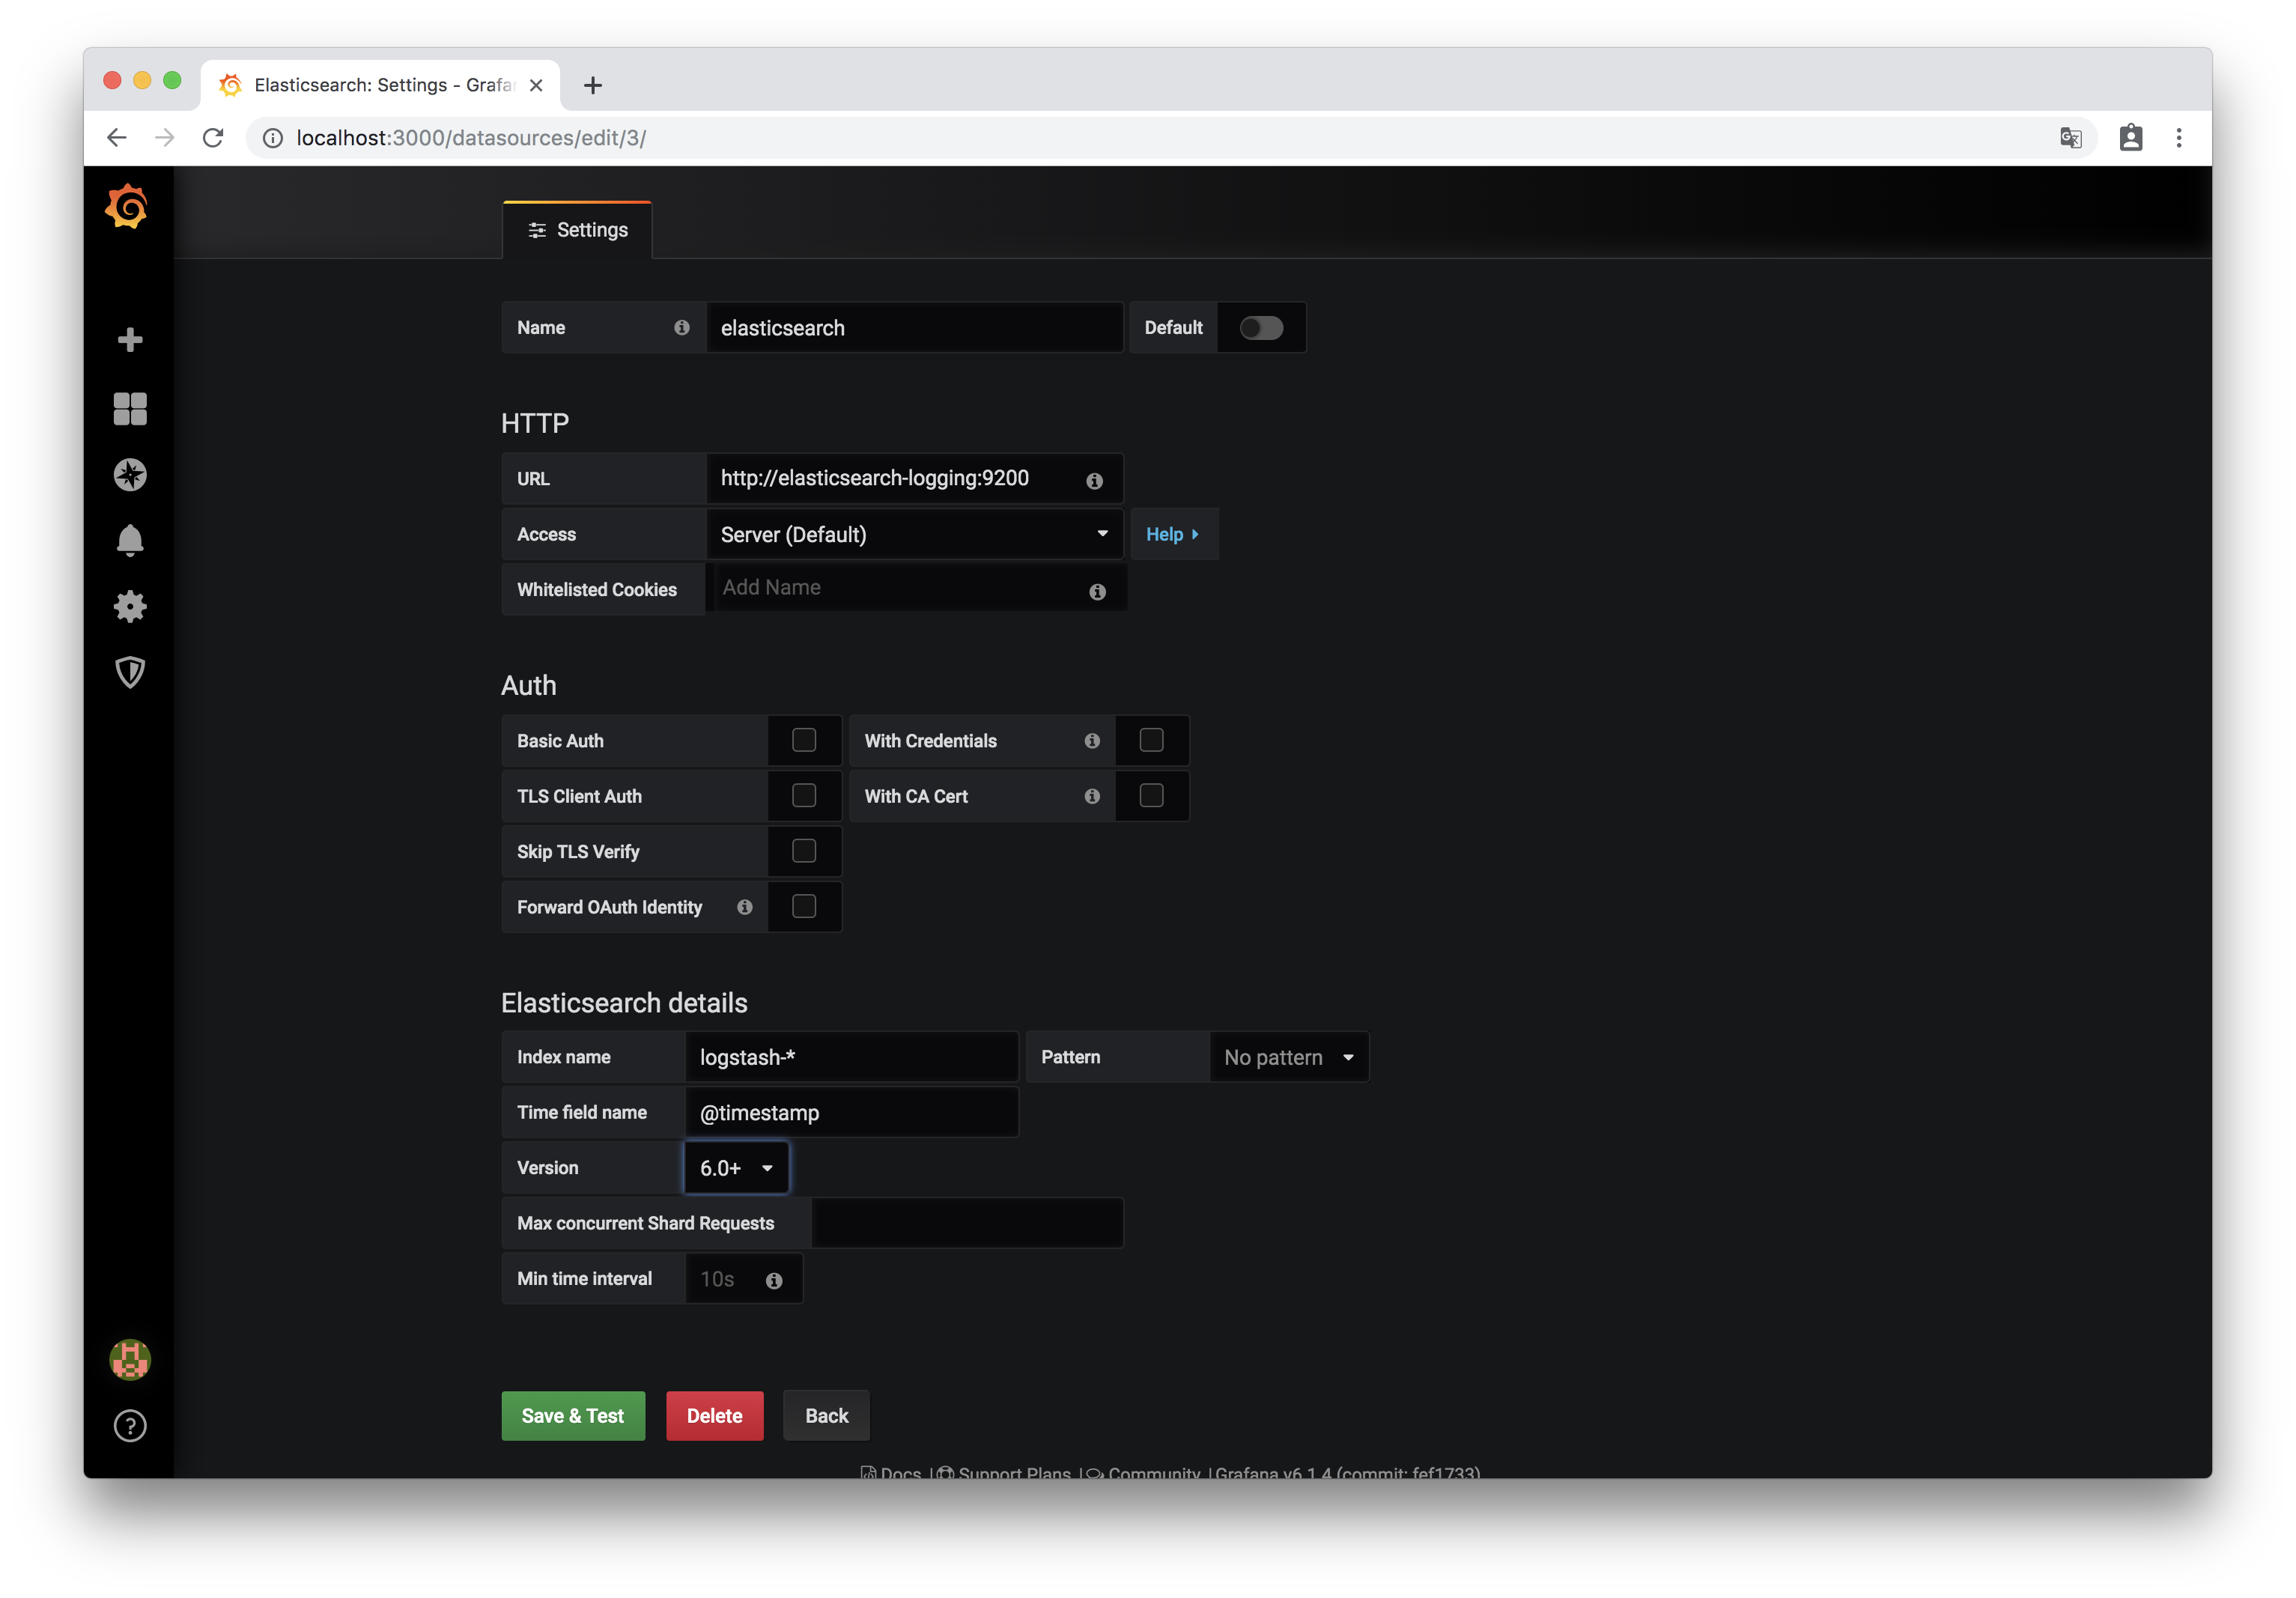 Elasticsearch: Settings - Grafa
localhost:3000/datasources/edit/3/
Settings
Name elasticsearch Default
HTTP
URL http://elasticsearch-logging:9200
Access Server (Default) Help
Whitelisted Cookies Add Name
Auth
Basic Auth With Credentials
TLS Client Auth With CA Cert
Skip TLS Verify
Forward OAuth Identity
Elasticsearch details
Index name logstash-* Pattern No pattern
Time field name @timestamp
Version 6.0+
Max concurrent Shard Requests
Min time interval 10s
Save & Test Delete Back
Docs | Support Plans | Community | Grafana v6.1.4 (commit: fef1733)